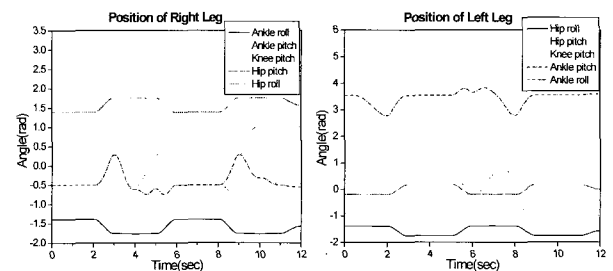 Position of Right Leg
Ankle roll
Ankle pitch
Knee pitch
Hip pitch
Hip roll
3.5
3.0
2.5
2.0
1.5
1.0
0.5
0.0
-0.5
-1.0
-1.5
-2.0
Angle(rad)
0 2 4 6 8 10 12
Time(sec)
Position of Left Leg
Hip roll
Hip pitch
Knee pitch
Ankle pitch
Ankle roll
6
5
4
3
2
1
0
-1
-2
Angle(rad)
0 2 4 6 8 10 12
Time(sec)